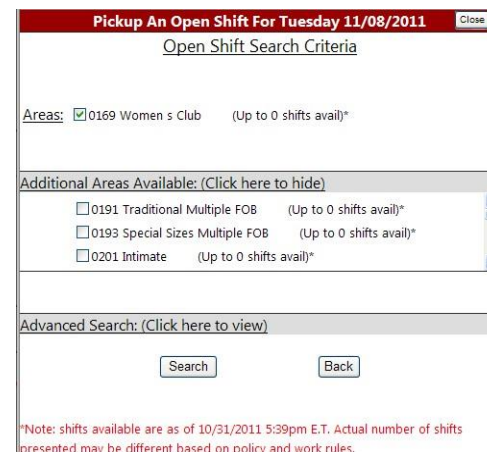 Pickup An Open Shift For Tuesday 11/08/2011 Close
Open Shift Search Criteria
Areas: 0169 Women s Club (Up to 0 shifts avail)*
Additional Areas Available: (Click here to hide)
0191 Traditional Multiple FOB (Up to 0 shifts avail)*
0193 Special Sizes Multiple FOB (Up to 0 shifts avail)*
0201 Intimate (Up to 0 shifts avail)*
Advanced Search: (Click here to view)
Search Back
*Note: shifts available are as of 10/31/2011 5:39pm E.T. Actual number of shifts
presented may be different based on policy and work rules.